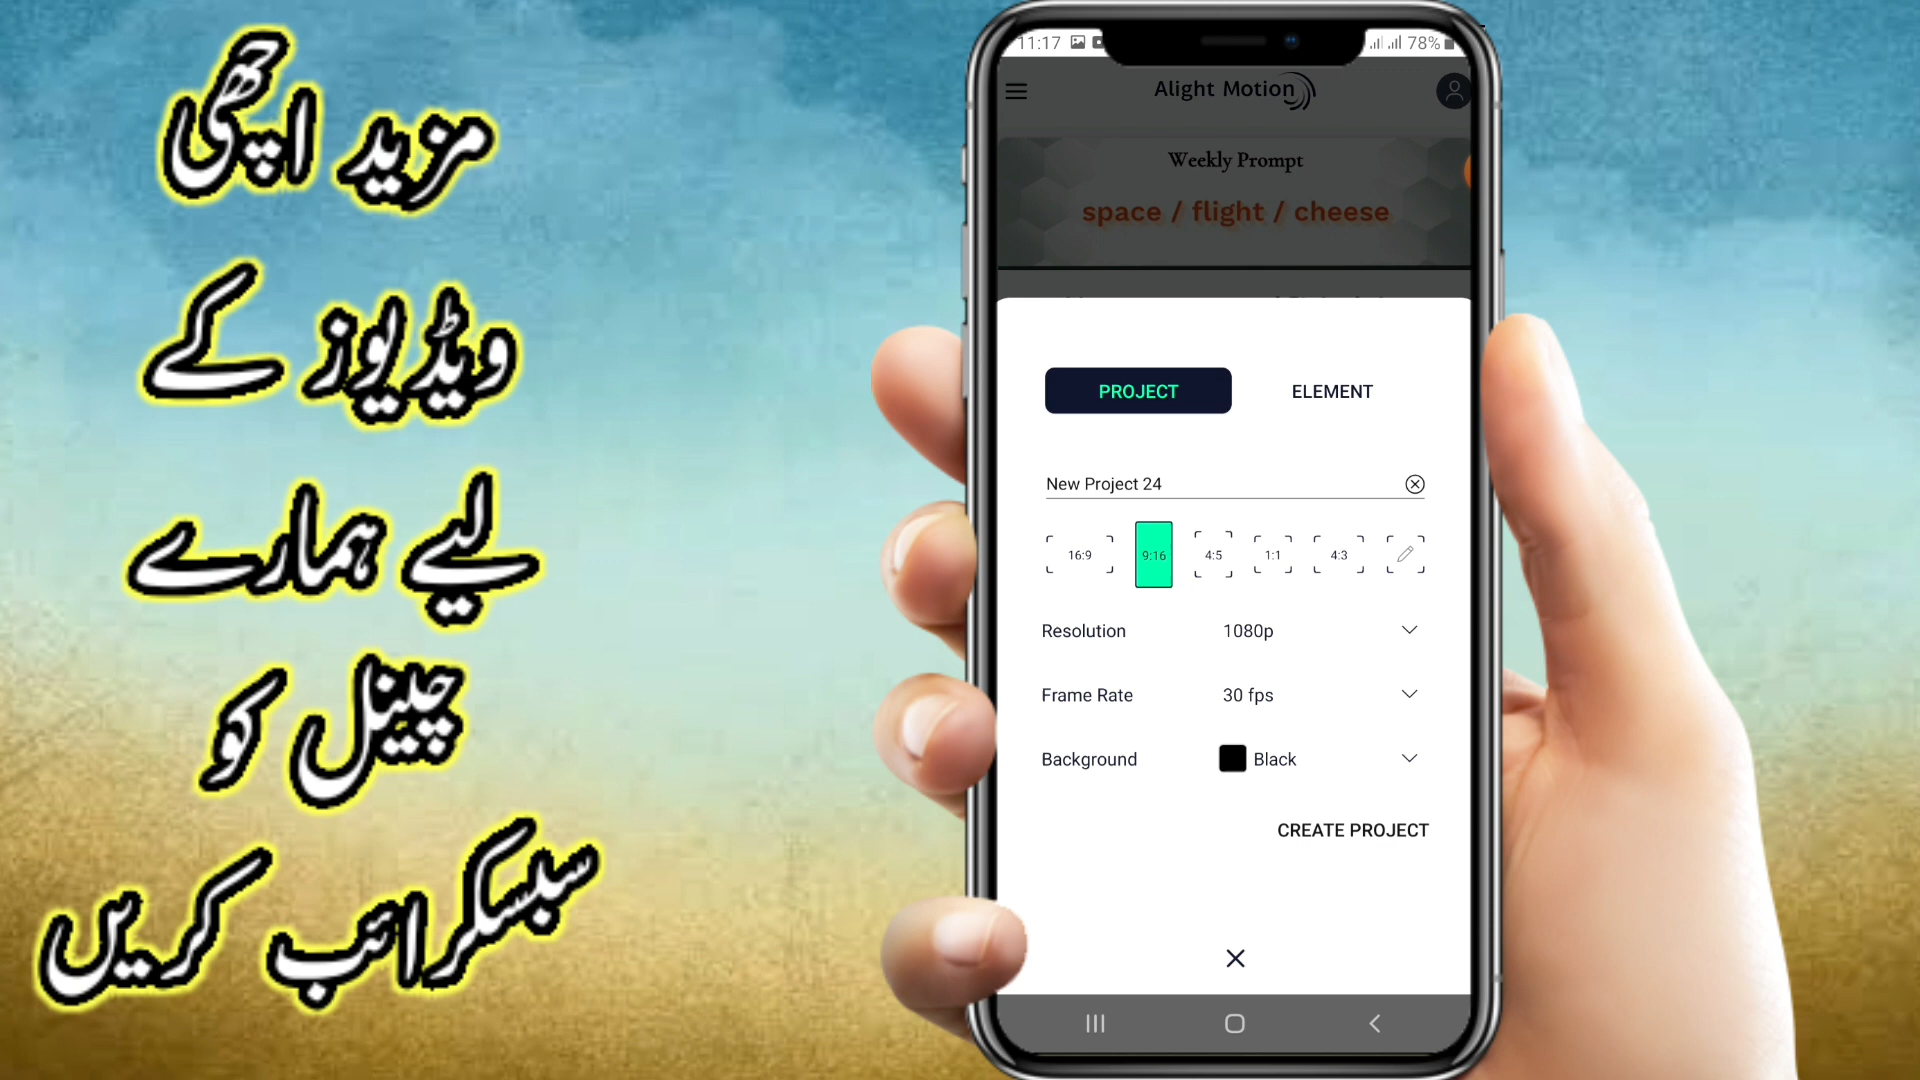 مزید اچھی
ویڈیوز کے
لیے ہمارے
چینل کو
سبسکرائب کریں
11:17
78%
Alight Motion
Weekly Prompt
space / flight / cheese
PROJECT
ELEMENT
New Project 24
16:9 9:16 4:5 1:1 4:3
Resolution 1080p
Frame Rate 30 fps
Background Black
CREATE PROJECT